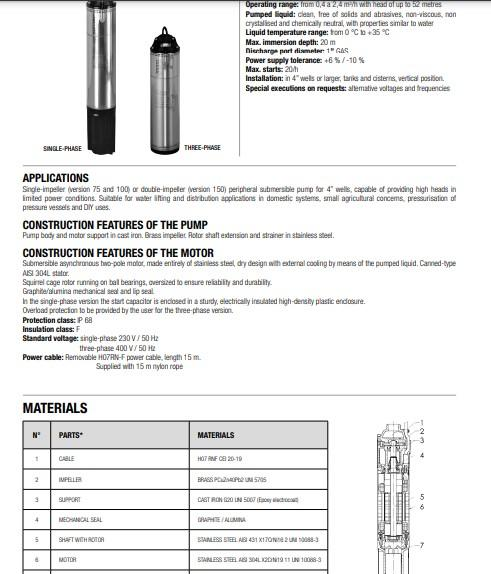 Operating range: from 0,4 a 2,4 m³/h with head of up to 52 metres
Pumped liquid: clean, free of solids and abrasives, non-viscous, non
crystallised and chemically neutral, with properties similar to water
Liquid temperature range: from 0 °C to +35 °C
Max. immersion depth: 20 m
Discharge port diameter: 1" GAS
Power supply tolerance: +6 % / -10 %
Max. starts: 20/h
Installation: in 4" wells or larger, tanks and cisterns, vertical position.
Special executions on request: alternative voltages and frequencies
SINGLE-PHASE
THREE-PHASE
APPLICATIONS
Single-impeller (version 75 and 100) or double-impeller (version 150) peripheral submersible pump for 4" wells, capable of providing high heads in
limited power conditions. Suitable for water lifting and distribution applications in domestic systems, small agricultural concerns, pressurisation of
pressure vessels and DIY uses.
CONSTRUCTION FEATURES OF THE PUMP
Pump body and motor support in cast iron. Brass impeller. Rotor shaft extension and strainer in stainless steel.
CONSTRUCTION FEATURES OF THE MOTOR
Submersible asynchronous two-pole motor, made entirely of stainless steel, dry design with external cooling by means of the pumped liquid. Canned-type
AISI 304L stator.
Squirrel cage rotor running on ball bearings, oversized to ensure reliability and durability.
Graphite/alumina mechanical seal and lip seal.
In the single-phase version the start capacitor is enclosed in a sturdy, electrically insulated high-density plastic enclosure.
Overload protection to be provided by the user for the three-phase version.
Protection class: IP 68
Insulation class: F
Standard voltage: single-phase 230 V / 50 Hz
three-phase 400 V / 50 Hz
Power cable: Removable H07RN-F power cable, length 15 m.
Supplied with 15 m nylon rope
MATERIALS
N° PARTS* MATERIALS
1 CABLE H07 RNF CEI 20-19
2 IMPELLER BRASS PCuZn40Pb2 UNI 5705
3 SUPPORT CAST IRON G20 UNI 5007 (Epoxy electrocoat)
4 MECHANICAL SEAL GRAPHITE / ALUMINA
5 SHAFT WITH ROTOR STAINLESS STEEL AISI 431 X17CrNi16 2 UNI 10088-3
6 MOTOR STAINLESS STEEL AISI 304L X2CrNi19 11 UNI 10088-3
1
2
3
4
5
6
7